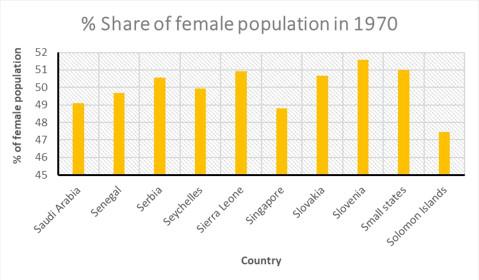 % Share of female population in 1970
% of female population
52
51
50
49
48
47
46
45
Saudi Arabia
Senegal
Serbia
Seychelles
Sierra Leone
Singapore
Slovakia
Slovenia
Small states
Solomon Islands
Country